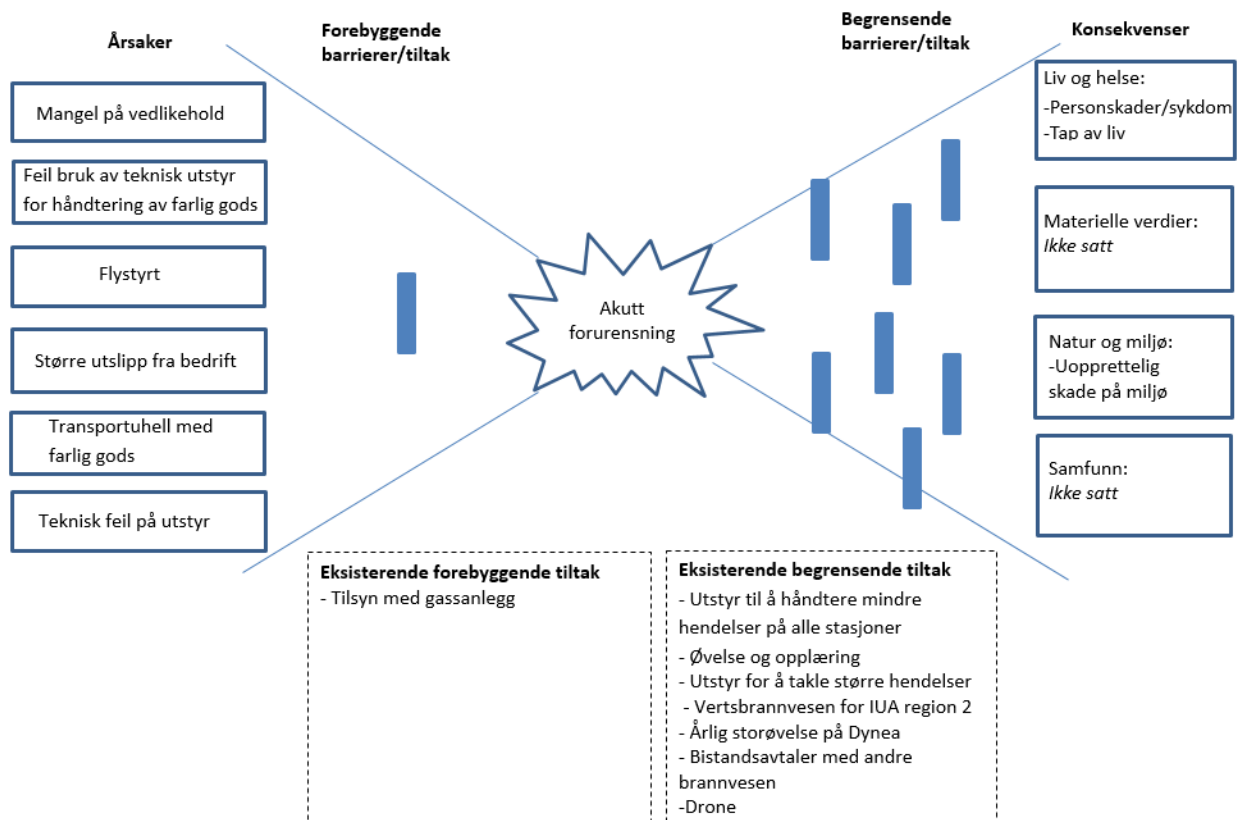 Årsaker
Forebyggende
barrierer/tiltak
Begrensende
barrierer/tiltak
Konsekvenser
Mangel på vedlikehold
Feil bruk av teknisk utstyr
for håndtering av farlig gods
Flystyrt
Større utslipp fra bedrift
Transportuhell med
farlig gods
Teknisk feil på utstyr
Akutt
forurensning
Liv og helse:
-Personskader/sykdom
-Tap av liv
Materielle verdier:
Ikke satt
Natur og miljø:
-Uopprettelig
skade på miljø
Samfunn:
Ikke satt
Eksisterende forebyggende tiltak
- Tilsyn med gassanlegg
Eksisterende begrensende tiltak
- Utstyr til å håndtere mindre
hendelser på alle stasjoner
- Øvelse og opplæring
- Utstyr for å takle større hendelser
- Vertsbrannvesen for IUA region 2
- Årlig storøvelse på Dynea
- Bistandsavtaler med andre
brannvesen
-Drone